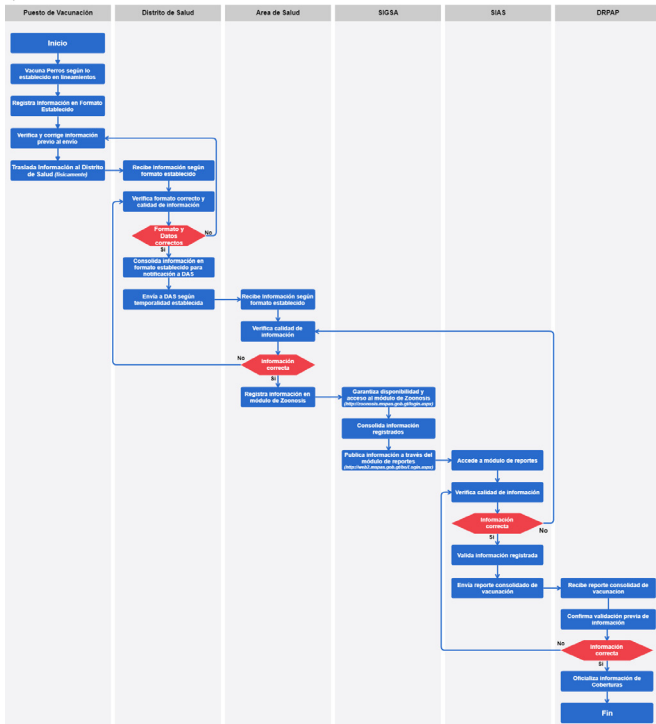 Puesto de Vacunación
Distrito de Salud
Area de Salud
SIGSA
SIAS
DRPAP
Inicio
Vacuna Perros según lo
establecido en lineamientos
Registra información en Formato
Establecido
Verifica y corrige información
previo al envío
Traslada Información al Distrito
de Salud (físicamente)
Recibe Información según
formato establecido
Verifica formato correcto y
calidad de información
Formato y
Datos
correctos
No
Si
Consolida información en
formato establecido para
notificación a DAS
Envía a DAS según
temporalidad establecida
Recibe Información según
formato establecido
Verifica calidad de
información
No
Información
correcta
Si
Registra información en
módulo de Zoonosis
Garantiza disponibilidad y
acceso al módulo de Zoonosis
Consolida información
registrados
Publica información a través del
módulo de reportes
Accede a módulo de reportes
Verifica calidad de información
Información
correcta
No
Si
Valida información registrada
Envía reporte consolidado de
vacunación
Recibe reporte consolidad de
vacunacion
Confirma validación previa de
información
No
Información
correcta
Si
Oficializa información de
Coberturas
Fin